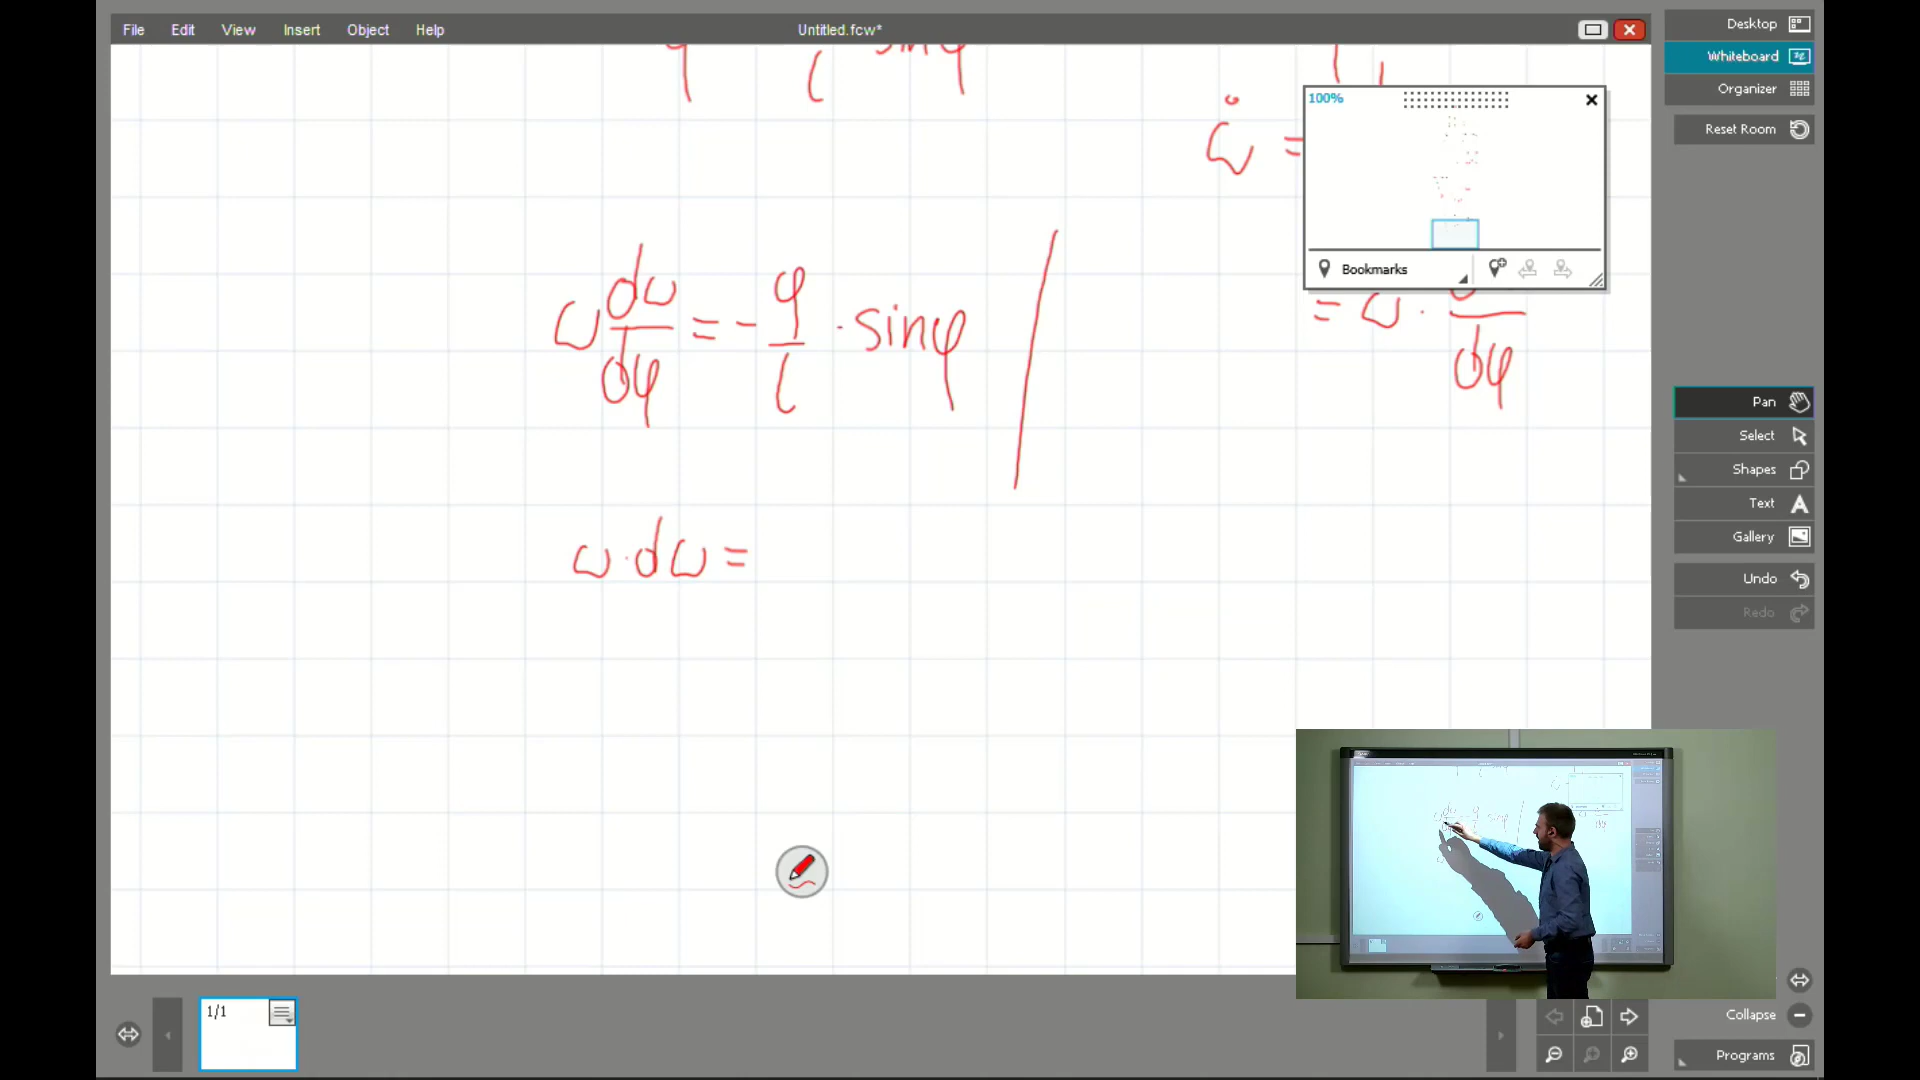 File Edit View Insert Object Help
Untitled.fcw*
Desktop
Whiteboard
Organizer
Reset Room
sinφ
100%
ω̇ =
Bookmarks
ω dω/dφ = - g/l · sinφ
= ω · /dφ
Pan
Select
Shapes
Text
Gallery
Undo
Redo
ω·dω=
1/1
Collapse
Programs